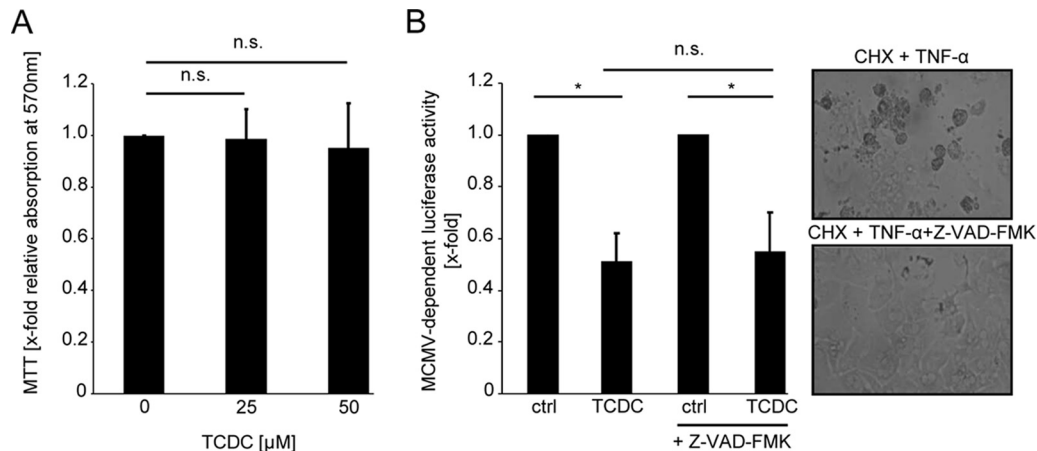 A
n.s.
n.s.
MTT [x-fold relative absorption at 570nm]
1.2
1.0
0.8
0.6
0.4
0.2
0
0 25 50
TCDC [µM]
B
n.s.
* *
MCMV-dependent luciferase activity
[x-fold]
1.2
1.0
0.8
0.6
0.4
0.2
0
ctrl TCDC ctrl TCDC
+ Z-VAD-FMK
CHX + TNF-α
CHX + TNF-α+Z-VAD-FMK